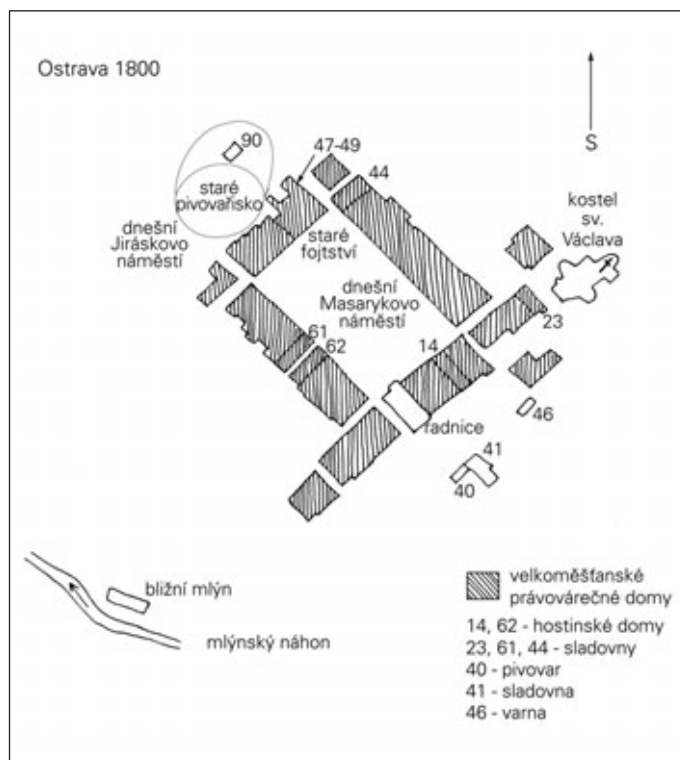 Ostrava 1800
S
90
47-49
44
staré
pivovařisko
kostel
sv.
Václava
dnešní
Jiráskovo
náměstí
staré
fojtství
dnešní
Masarykovo
náměstí
23
61
62
14
46
řadnice
41
40
bližní mlýn
mlýnský náhon
velkoměšťanské
právovárečné domy
14, 62 - hostinské domy
23, 61, 44 - sladovny
40 - pivovar
41 - sladovna
46 - varna